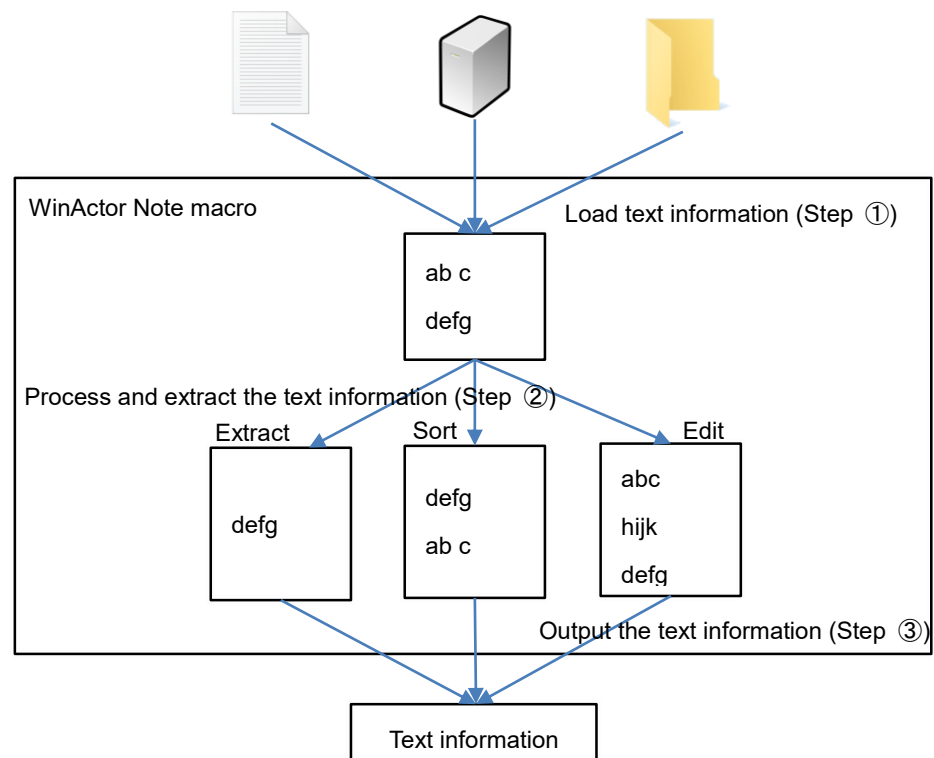 WinActor Note macro
Load text information (Step ①)
ab c
defg
Process and extract the text information (Step ②)
Extract
Sort
Edit
defg
defg
ab c
abc
hijk
defg
Output the text information (Step ③)
Text information